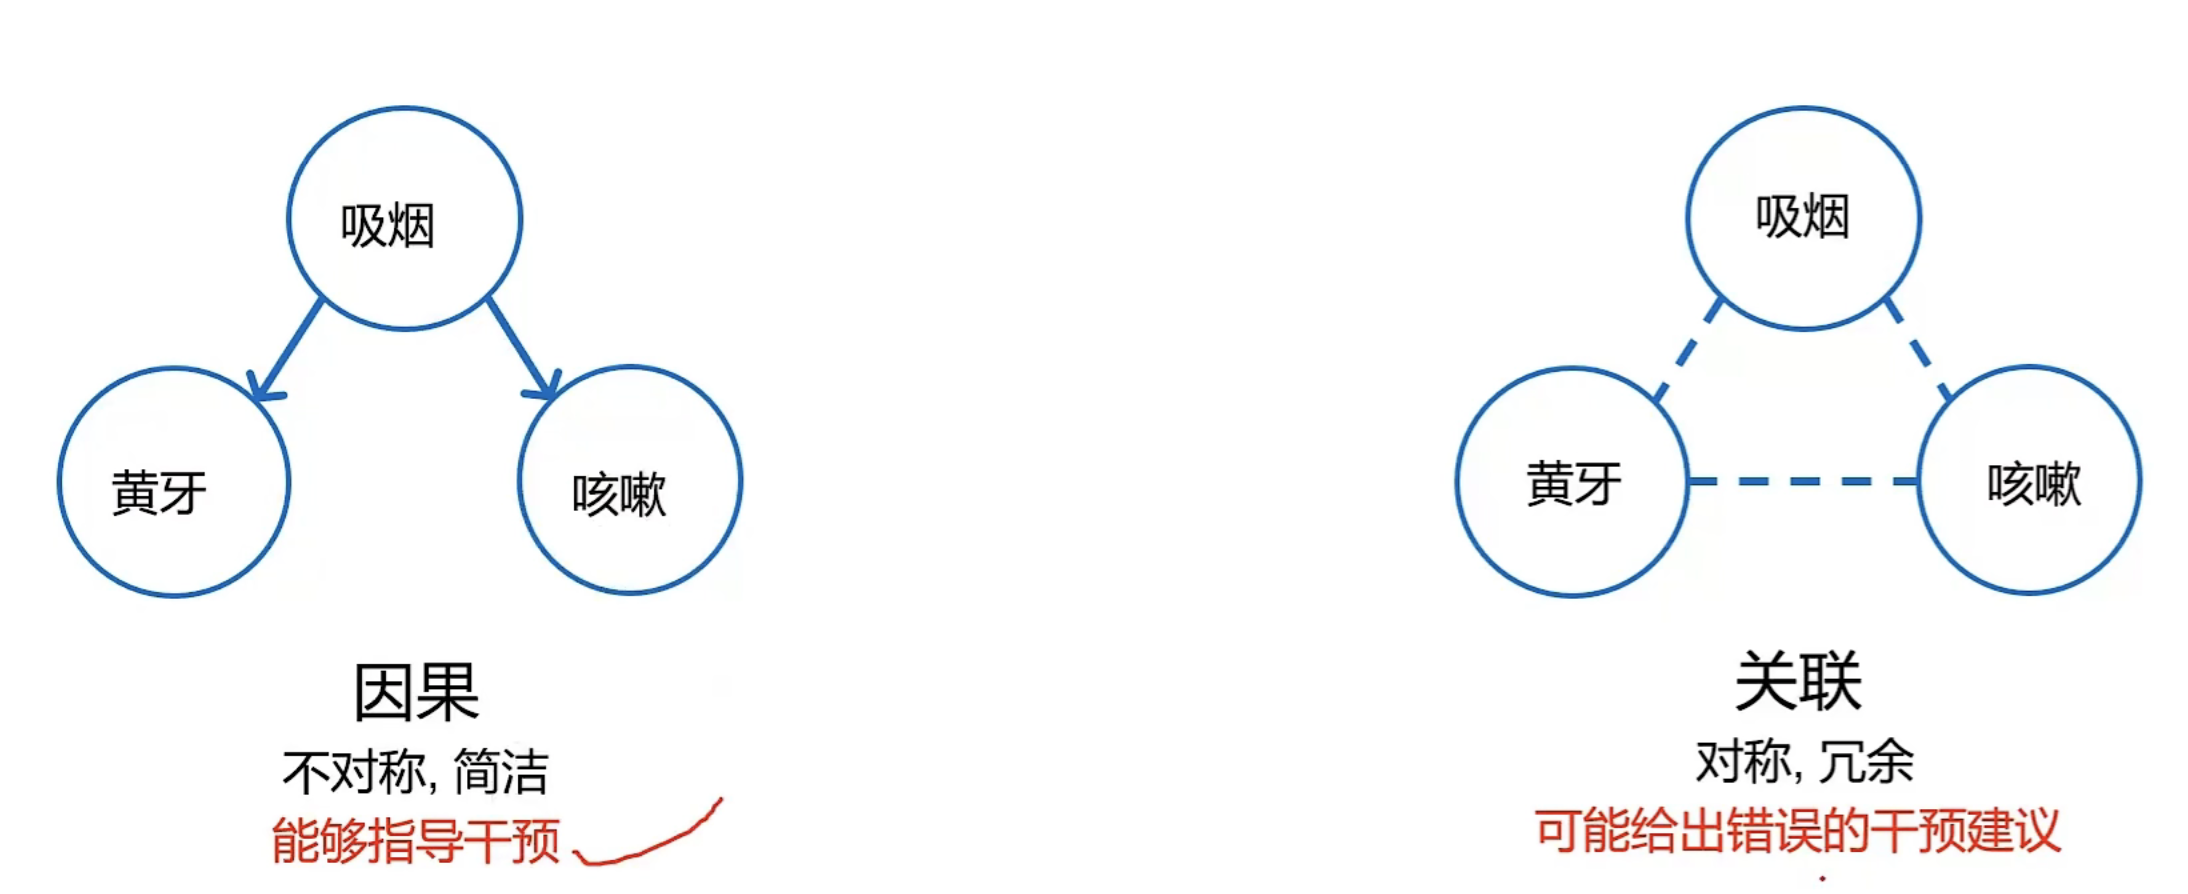 吸烟
黄牙
咳嗽
因果
不对称, 简洁
能够指导干预
吸烟
黄牙
咳嗽
关联
对称, 冗余
可能给出错误的干预建议